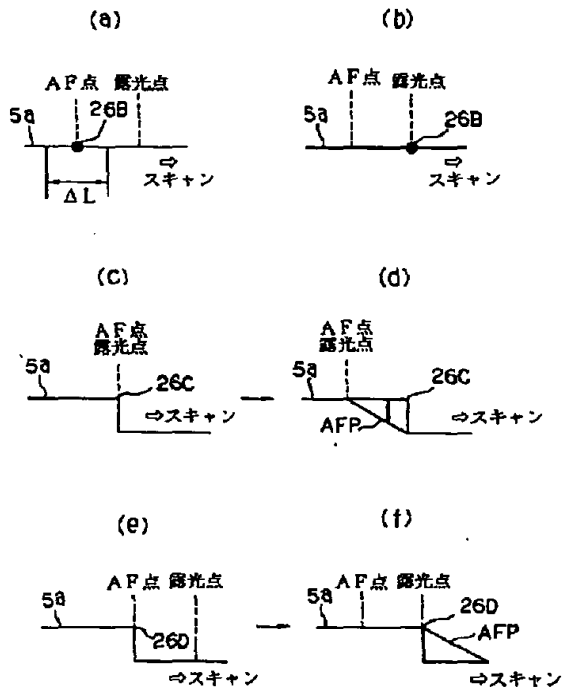 (a)
AF点 露光点
5a
26B
⇨
スキャン
ΔL
(b)
AF点 露光点
5a
26B
⇨
スキャン
(c)
AF点
露光点
5a
26C
⇨スキャン
(d)
AF点
露光点
5a
26C
⇨スキャン
AFP
(e)
AF点 露光点
5a
26D
⇨スキャン
(f)
AF点 露光点
5a
26D
AFP
⇨スキャン